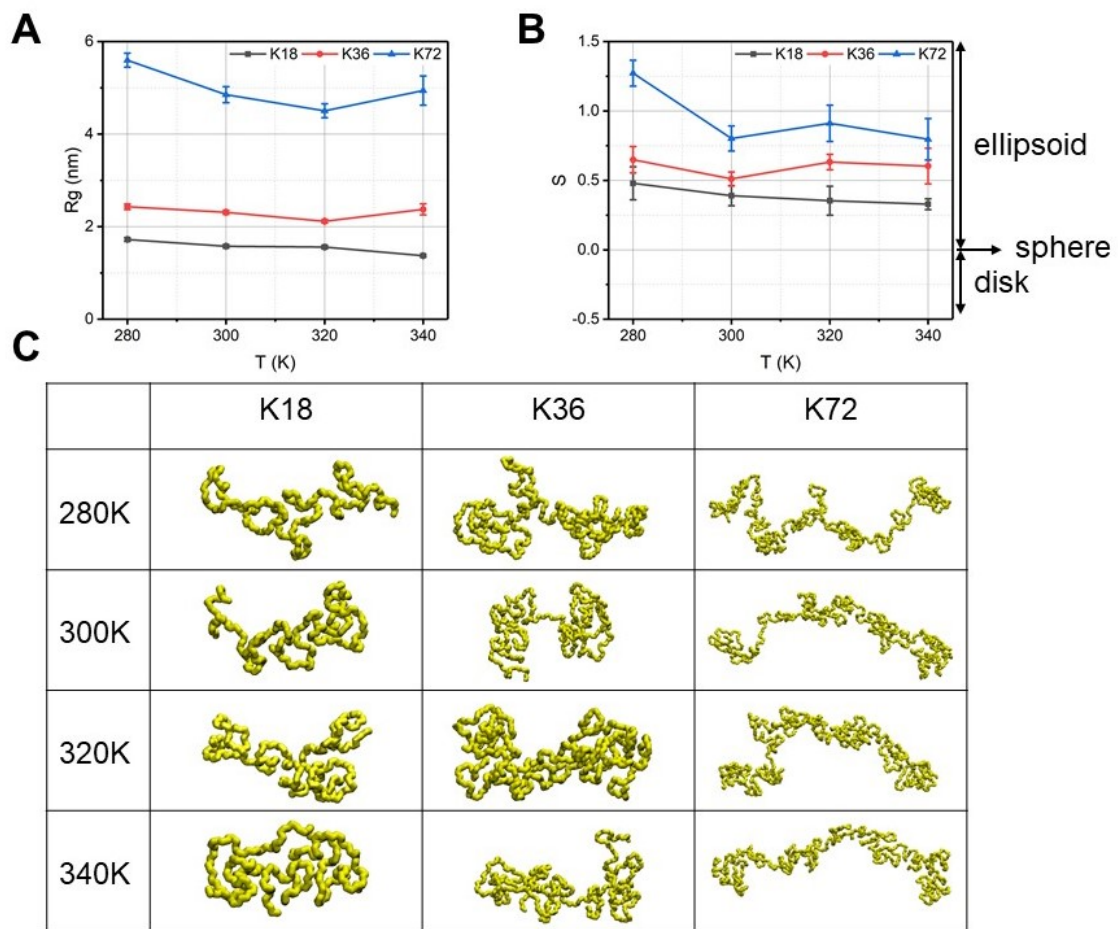 A
K18 K36 K72
6
4
2
0
Rg (nm)
280 300 320 340
T (K)
B
K18 K36 K72
1.5
1.0
0.5
0.0
-0.5
S
280 300 320 340
T (K)
ellipsoid
sphere
disk
C
K18 K36 K72
280K
300K
320K
340K